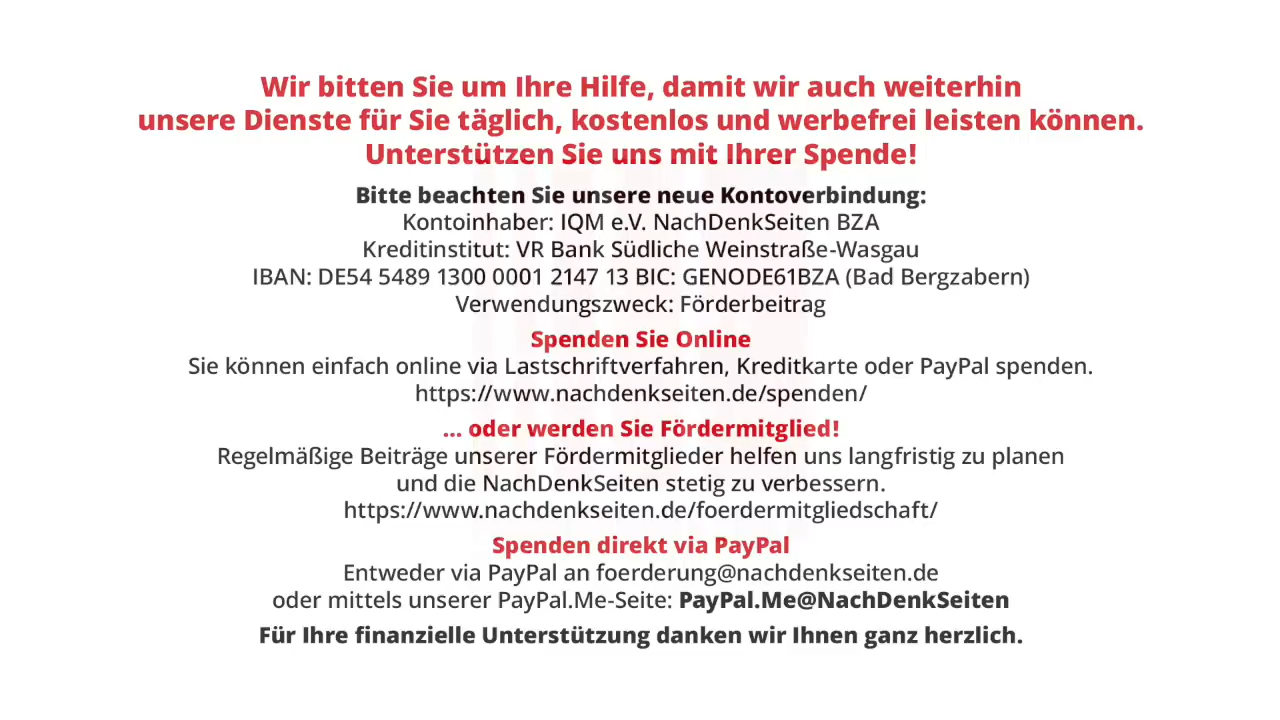 Wir bitten Sie um Ihre Hilfe, damit wir auch weiterhin
unsere Dienste für Sie täglich, kostenlos und werbefrei leisten können.
Unterstützen Sie uns mit Ihrer Spende!
Bitte beachten Sie unsere neue Kontoverbindung:
Kontoinhaber: IQM e.V. NachDenkSeiten BZA
Kreditinstitut: VR Bank Südliche Weinstraße-Wasgau
IBAN: DE54 5489 1300 0001 2147 13 BIC: GENODE61BZA (Bad Bergzabern)
Verwendungszweck: Förderbeitrag
Spenden Sie Online
Sie können einfach online via Lastschriftverfahren, Kreditkarte oder PayPal spenden.
https://www.nachdenkseiten.de/spenden/
... oder werden Sie Fördermitglied!
Regelmäßige Beiträge unserer Fördermitglieder helfen uns langfristig zu planen
und die NachDenkSeiten stetig zu verbessern.
https://www.nachdenkseiten.de/foerdermitgliedschaft/
Spenden direkt via PayPal
Entweder via PayPal an foerderung@nachdenkseiten.de
oder mittels unserer PayPal.Me-Seite: PayPal.Me@NachDenkSeiten
Für Ihre finanzielle Unterstützung danken wir Ihnen ganz herzlich.